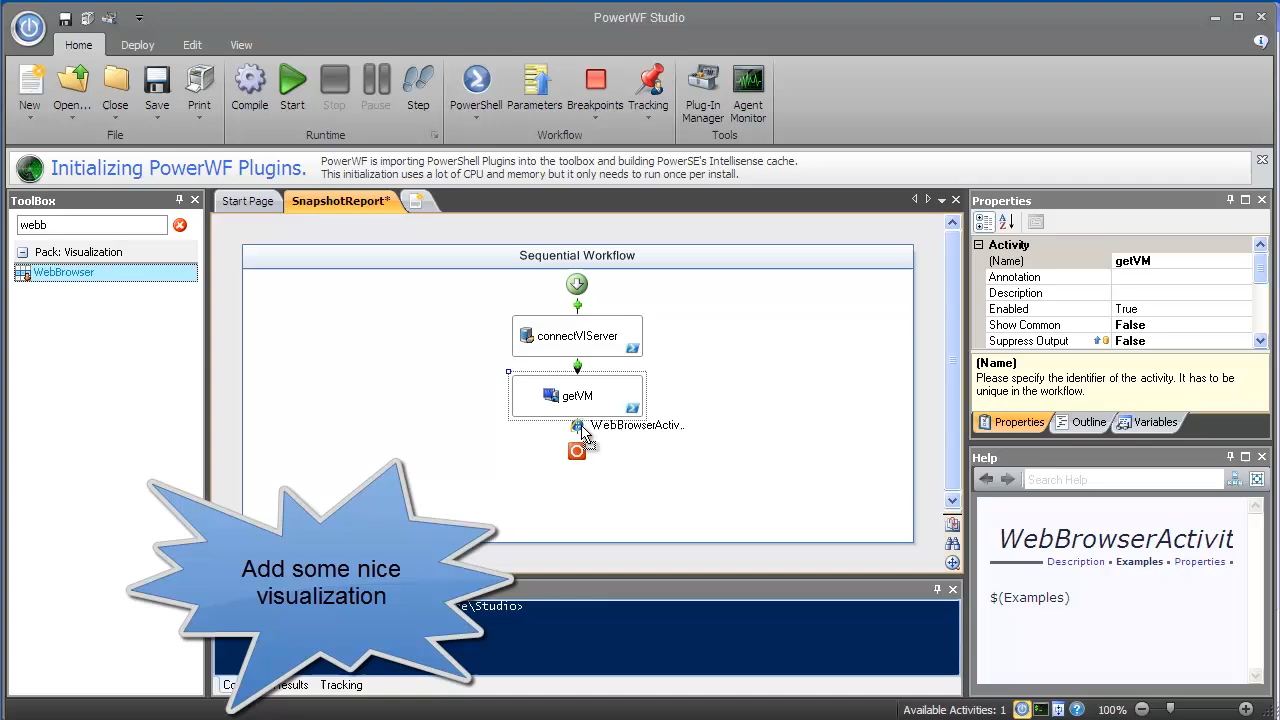 PowerWF Studio
Home Deploy Edit View
New Open... Close Save Print Compile Start Stop Pause Step PowerShell Parameters Breakpoints Tracking Plug-In Manager Agent Monitor
File Runtime Workflow Tools
Initializing PowerWF Plugins.
PowerWF is importing PowerShell Plugins into the toolbox and building PowerSE's Intellisense cache.
This initialization uses a lot of CPU and memory but it only needs to run once per install.
ToolBox
webb
Pack: Visualization
WebBrowser
Start Page SnapshotReport*
Sequential Workflow
connectVIServer
getVM
WebBrowserActiv..
Add some nice
visualization
e\Studio>
Tracking
Properties
Activity
(Name) getVM
Annotation
Description
Enabled True
Show Common False
Suppress Output False
(Name)
Please specify the identifier of the activity. It has to be
unique in the workflow.
Properties Outline Variables
Help
Search Help
WebBrowserActivit
Description Examples Properties
$(Examples)
Available Activities: 1 100%